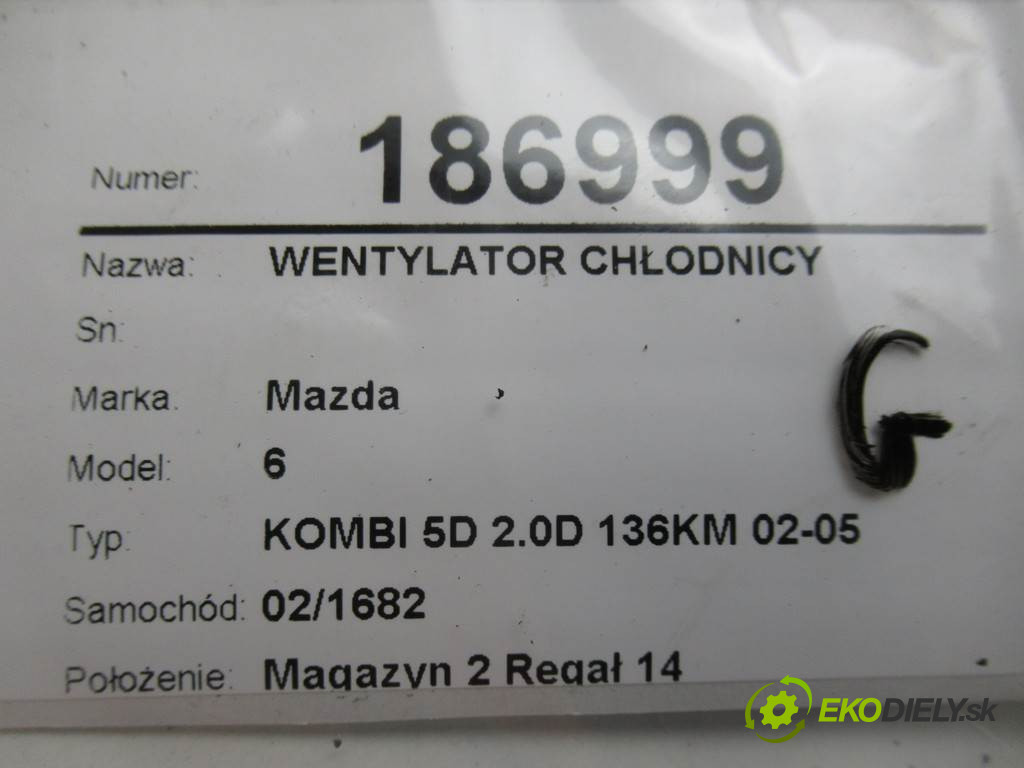 Numer: 186999
Nazwa: WENTYLATOR CHŁODNICY
Sn:
Marka. Mazda
Model: 6
Typ: KOMBI 5D 2.0D 136KM 02-05
Samochód: 02/1682
Położenie: Magazyn 2 Regał 14
G
EKODIELY.sk